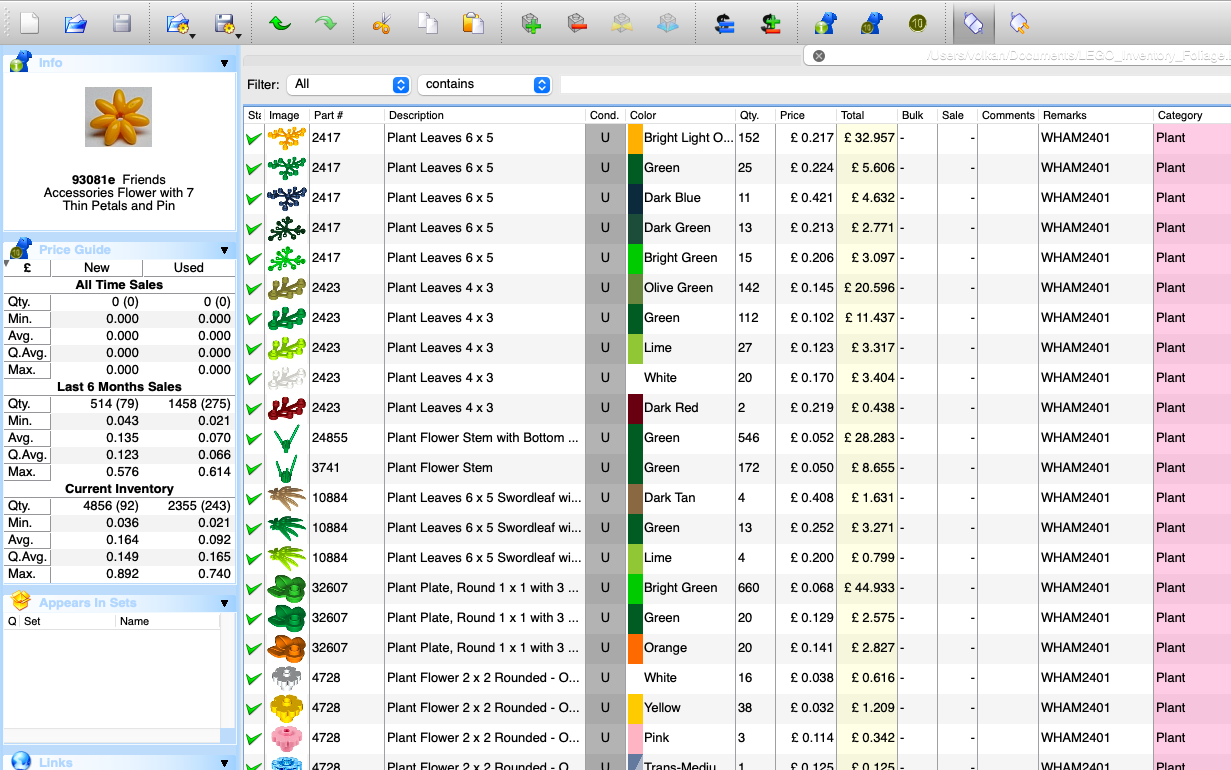 /Users/volkan/Documents/LEGO_Inventory_Foliage.
Info
93081e Friends
Accessories Flower with 7
Thin Petals and Pin
Price Guide
£ New Used
All Time Sales
Qty. 0 (0) 0 (0)
Min. 0.000 0.000
Avg. 0.000 0.000
Q.Avg. 0.000 0.000
Max. 0.000 0.000
Last 6 Months Sales
Qty. 514 (79) 1458 (275)
Min. 0.043 0.021
Avg. 0.135 0.070
Q.Avg. 0.123 0.066
Max. 0.576 0.614
Current Inventory
Qty. 4856 (92) 2355 (243)
Min. 0.036 0.021
Avg. 0.164 0.092
Q.Avg. 0.149 0.165
Max. 0.892 0.740
Appears In Sets
Q Set Name
Links
Filter: All contains
Image Part # Description Cond. Color Qty. Price Total Bulk Sale Comments Remarks Category
2417 Plant Leaves 6 x 5 U Bright Light O... 152 £ 0.217 £ 32.957 - - WHAM2401 Plant
2417 Plant Leaves 6 x 5 U Green 25 £ 0.224 £ 5.606 - - WHAM2401 Plant
2417 Plant Leaves 6 x 5 U Dark Blue 11 £ 0.421 £ 4.632 - - WHAM2401 Plant
2417 Plant Leaves 6 x 5 U Dark Green 13 £ 0.213 £ 2.771 - - WHAM2401 Plant
2417 Plant Leaves 6 x 5 U Bright Green 15 £ 0.206 £ 3.097 - - WHAM2401 Plant
2423 Plant Leaves 4 x 3 U Olive Green 142 £ 0.145 £ 20.596 - - WHAM2401 Plant
2423 Plant Leaves 4 x 3 U Green 112 £ 0.102 £ 11.437 - - WHAM2401 Plant
2423 Plant Leaves 4 x 3 U Lime 27 £ 0.123 £ 3.317 - - WHAM2401 Plant
2423 Plant Leaves 4 x 3 U White 20 £ 0.170 £ 3.404 - - WHAM2401 Plant
2423 Plant Leaves 4 x 3 U Dark Red 2 £ 0.219 £ 0.438 - - WHAM2401 Plant
24855 Plant Flower Stem with Bottom ... U Green 546 £ 0.052 £ 28.283 - - WHAM2401 Plant
3741 Plant Flower Stem U Green 172 £ 0.050 £ 8.655 - - WHAM2401 Plant
10884 Plant Leaves 6 x 5 Swordleaf wi... U Dark Tan 4 £ 0.408 £ 1.631 - - WHAM2401 Plant
10884 Plant Leaves 6 x 5 Swordleaf wi... U Green 13 £ 0.252 £ 3.271 - - WHAM2401 Plant
10884 Plant Leaves 6 x 5 Swordleaf wi... U Lime 4 £ 0.200 £ 0.799 - - WHAM2401 Plant
32607 Plant Plate, Round 1 x 1 with 3 ... U Bright Green 660 £ 0.068 £ 44.933 - - WHAM2401 Plant
32607 Plant Plate, Round 1 x 1 with 3 ... U Green 20 £ 0.129 £ 2.575 - - WHAM2401 Plant
32607 Plant Plate, Round 1 x 1 with 3 ... U Orange 20 £ 0.141 £ 2.827 - - WHAM2401 Plant
4728 Plant Flower 2 x 2 Rounded - O... U White 16 £ 0.038 £ 0.616 - - WHAM2401 Plant
4728 Plant Flower 2 x 2 Rounded - O... U Yellow 38 £ 0.032 £ 1.209 - - WHAM2401 Plant
4728 Plant Flower 2 x 2 Rounded - O... U Pink 3 £ 0.114 £ 0.342 - - WHAM2401 Plant
4728 Plant Flower 2 x 2 Rounded - O... U Trans-Mediu... 1 £ 0.125 £ 0.125 - - WHAM2401 Plant